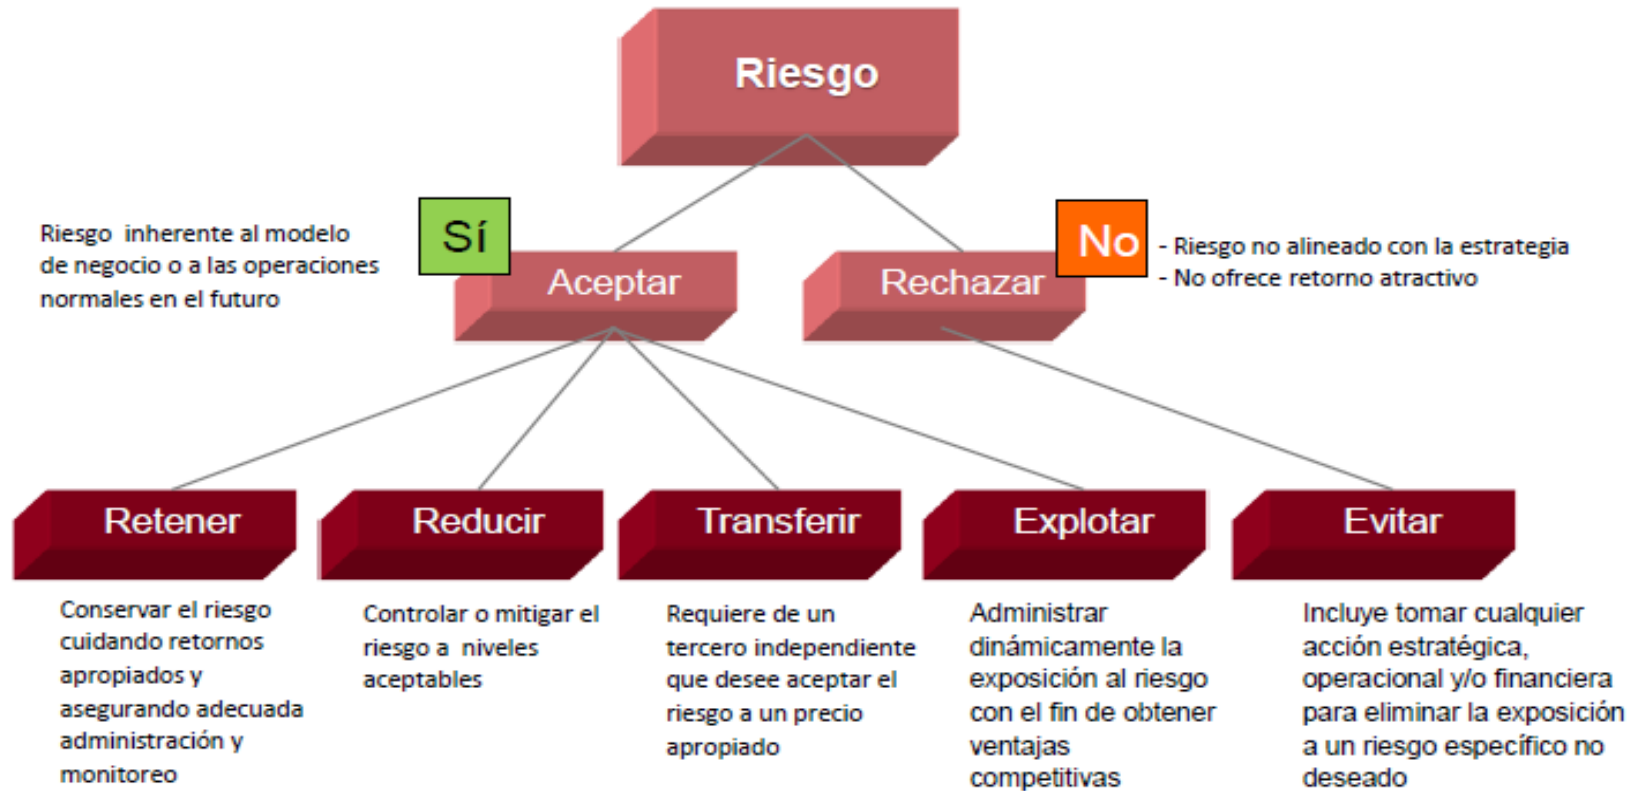 Riesgo
Riesgo inherente al modelo
de negocio o a las operaciones
normales en el futuro
Sí
Aceptar
No
Rechazar
- Riesgo no alineado con la estrategia
- No ofrece retorno atractivo
Retener
Conservar el riesgo
cuidando retornos
apropiados y
asegurando adecuada
administración y
monitoreo
Reducir
Controlar o mitigar el
riesgo a niveles
aceptables
Transferir
Requiere de un
tercero independiente
que desee aceptar el
riesgo a un precio
apropiado
Explotar
Administrar
dinámicamente la
exposición al riesgo
con el fin de obtener
ventajas
competitivas
Evitar
Incluye tomar cualquier
acción estratégica,
operacional y/o financiera
para eliminar la exposición
a un riesgo específico no
deseado